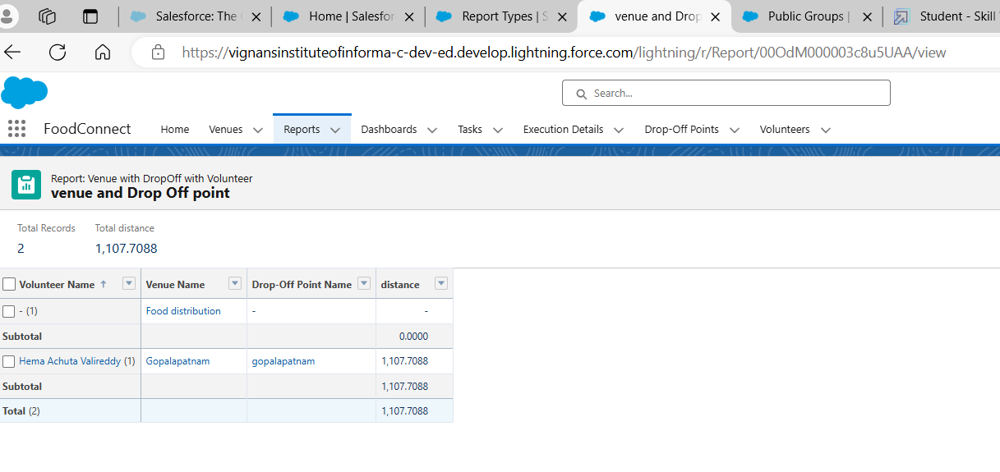 Salesforce: The
Home | Salesfor
Report Types | S
venue and Drop
Public Groups |
Student - Skill
https://vignansinstituteofinforma-c-dev-ed.develop.lightning.force.com/lightning/r/Report/00OdM000003c8u5UAA/view
Search...
FoodConnect Home Venues Reports Dashboards Tasks Execution Details Drop-Off Points Volunteers
Report: Venue with DropOff with Volunteer
venue and Drop Off point
Total Records Total distance
2 1,107.7088
Volunteer Name ↑ Venue Name Drop-Off Point Name distance
- (1) Food distribution - -
Subtotal 0.0000
Hema Achuta Valireddy (1) Gopalapatnam gopalapatnam 1,107.7088
Subtotal 1,107.7088
Total (2) 1,107.7088